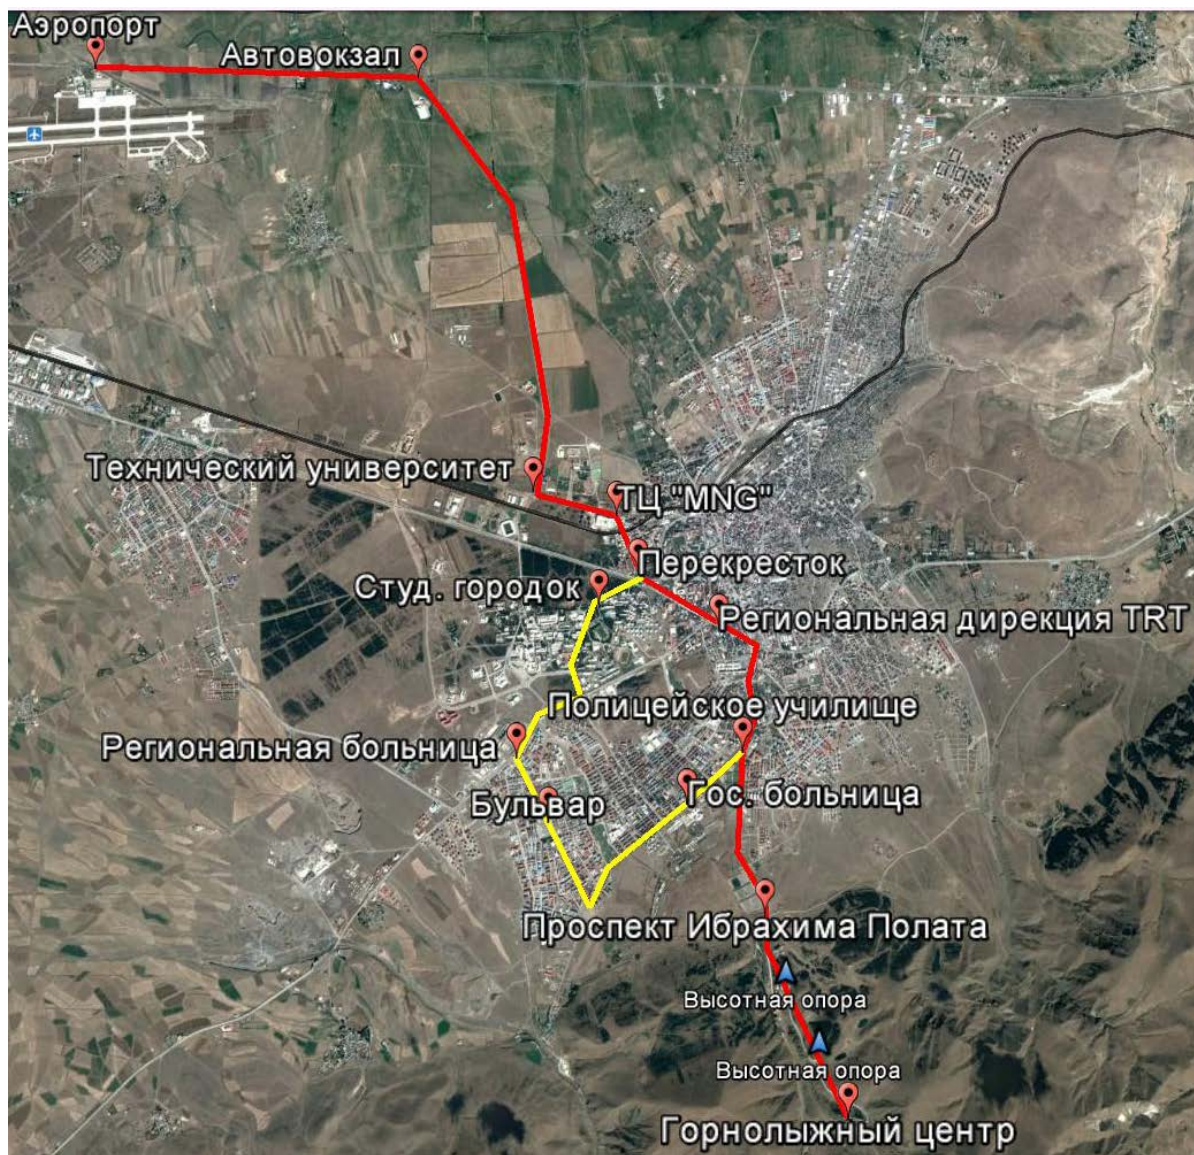 Аэропорт
Автовокзал
Технический университет
ТЦ "MNG"
Перекресток
Студ. городок
Региональная дирекция TRT
Полицейское училище
Региональная больница
Гос. больница
Бульвар
Проспект Ибрахима Полата
Высотная опора
Высотная опора
Горнолыжный центр